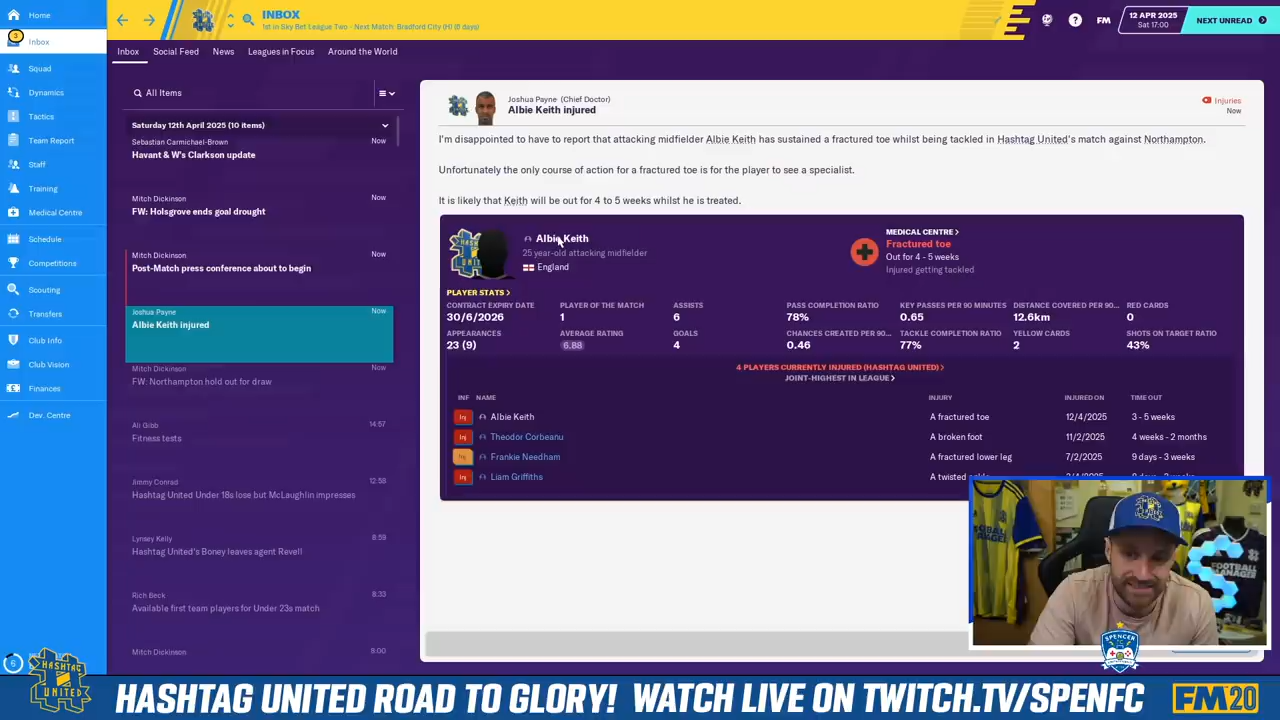 Home
3
Inbox
Squad
Dynamics
Tactics
Team Report
Staff
Training
Medical Centre
Schedule
Competitions
Scouting
Transfers
Club Info
Club Vision
Finances
Dev. Centre
6
INBOX
1st in Sky Bet League Two - Next Match: Bradford City (H) (8 days)
FM
12 APR 2025
Sat 17:00
NEXT UNREAD
Inbox
Social Feed
News
Leagues in Focus
Around the World
All Items
Saturday 12th April 2025 (10 items)
Sebastian Carmichael-Brown
Now
Havant & W's Clarkson update
Mitch Dickinson
Now
FW: Holsgrove ends goal drought
Mitch Dickinson
Now
Post-Match press conference about to begin
Joshua Payne
Now
Albie Keith injured
Mitch Dickinson
Now
FW: Northampton hold out for draw
Ali Gibb
14:57
Fitness tests
Jimmy Conrad
12:58
Hashtag United Under 18s lose but McLaughlin impresses
Lynsey Kelly
8:59
Hashtag United's Boney leaves agent Revell
Rich Beck
8:33
Available first team players for Under 23s match
Mitch Dickinson
8:00
Joshua Payne (Chief Doctor)
Albie Keith injured
Injuries
Now
I'm disappointed to have to report that attacking midfielder Albie Keith has sustained a fractured toe whilst being tackled in Hashtag United's match against Northampton.
Unfortunately the only course of action for a fractured toe is for the player to see a specialist.
It is likely that Keith will be out for 4 to 5 weeks whilst he is treated.
Albie Keith
25 year-old attacking midfielder
England
MEDICAL CENTRE >
Fractured toe
Out for 4 - 5 weeks
Injured getting tackled
PLAYER STATS >
CONTRACT EXPIRY DATE
30/6/2026
PLAYER OF THE MATCH
1
ASSISTS
6
PASS COMPLETION RATIO
78%
KEY PASSES PER 90 MINUTES
0.65
DISTANCE COVERED PER 90...
12.6km
RED CARDS
0
APPEARANCES
23 (9)
AVERAGE RATING
6.88
GOALS
4
CHANCES CREATED PER 90...
0.46
TACKLE COMPLETION RATIO
77%
YELLOW CARDS
2
SHOTS ON TARGET RATIO
43%
4 PLAYERS CURRENTLY INJURED (HASHTAG UNITED) >
JOINT-HIGHEST IN LEAGUE >
INF NAME INJURY INJURED ON TIME OUT
Inj Albie Keith A fractured toe 12/4/2025 3 - 5 weeks
Inj Theodor Corbeanu A broken foot 11/2/2025 4 weeks - 2 months
Inj Frankie Needham A fractured lower leg 7/2/2025 9 days - 3 weeks
Inj Liam Griffiths A twisted
FOOTBALL
MANAGER
SPENCER
HASHTAG
UNITED
HASHTAG UNITED ROAD TO GLORY! WATCH LIVE ON TWITCH.TV/SPENFC
FM'20